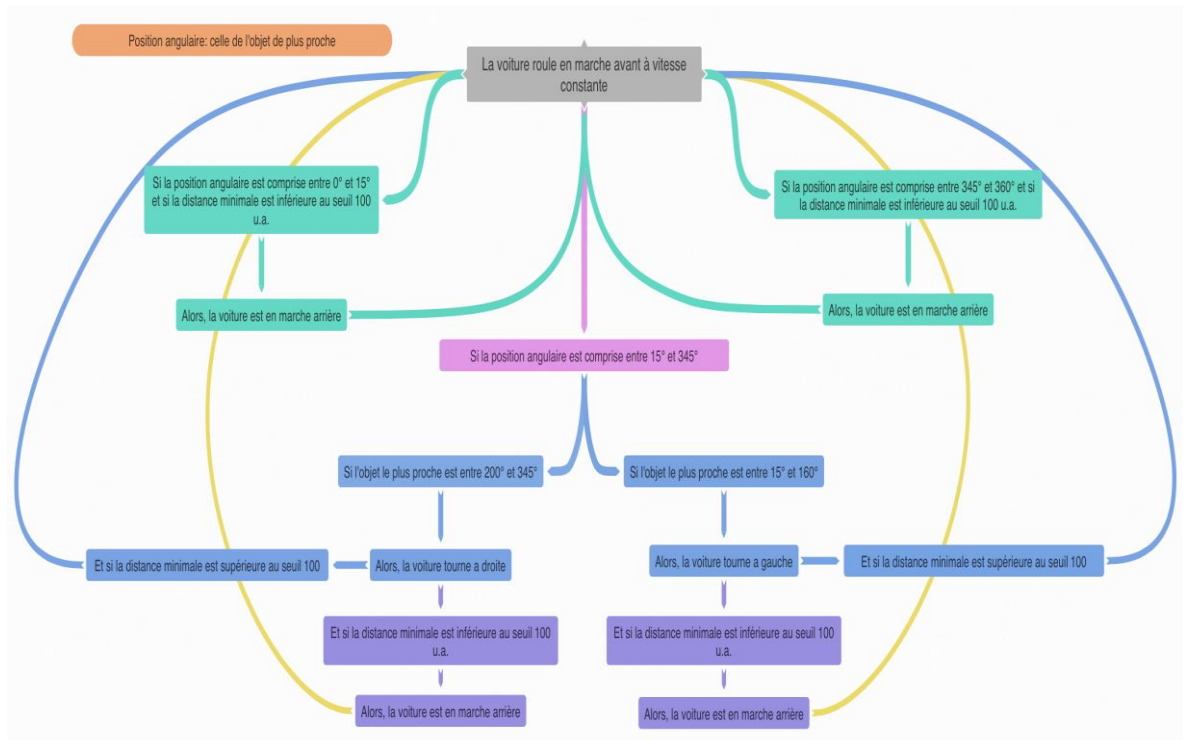 Position angulaire: celle de l'objet de plus proche
La voiture roule en marche avant à vitesse
constante
Si la position angulaire est comprise entre 0° et 15°
et si la distance minimale est inférieure au seuil 100
u.a.
Si la position angulaire est comprise entre 345° et 360° et si
la distance minimale est inférieure au seuil 100 u.a.
Alors, la voiture est en marche arrière
Alors, la voiture est en marche arrière
Si la position angulaire est comprise entre 15° et 345°
Si l'objet le plus proche est entre 200° et 345°
Si l'objet le plus proche est entre 15° et 160°
Et si la distance minimale est supérieure au seuil 100
Alors, la voiture tourne a droite
Alors, la voiture tourne a gauche
Et si la distance minimale est supérieure au seuil 100
Et si la distance minimale est inférieure au seuil 100
u.a.
Et si la distance minimale est inférieure au seuil 100
u.a.
Alors, la voiture est en marche arrière
Alors, la voiture est en marche arrière